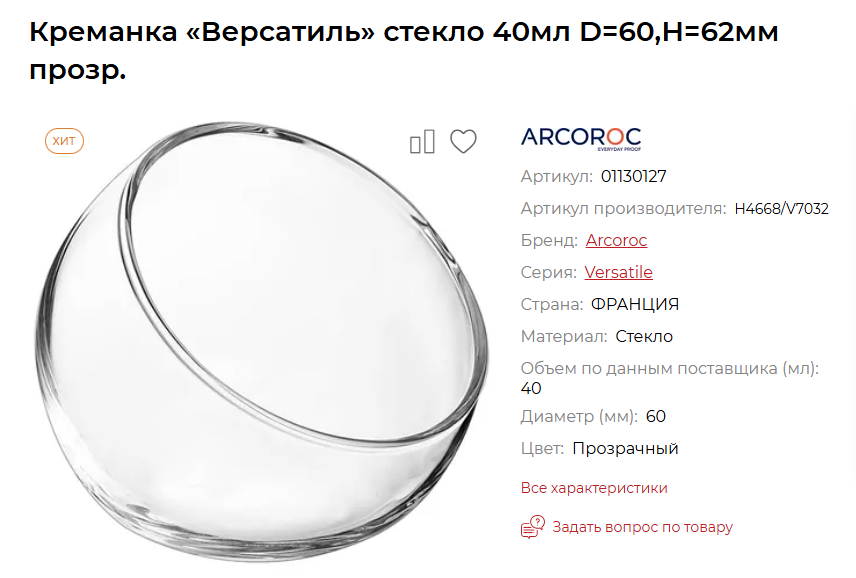 Креманка «Версатиль» стекло 40мл D=60,H=62мм
прозр.
ХИТ
ARCOROC
EVERYDAY PROOF
Артикул: 01130127
Артикул производителя: H4668/V7032
Бренд: Arcoroc
Серия: Versatile
Страна: ФРАНЦИЯ
Материал: Стекло
Объем по данным поставщика (мл):
40
Диаметр (мм): 60
Цвет: Прозрачный
Все характеристики
Задать вопрос по товару